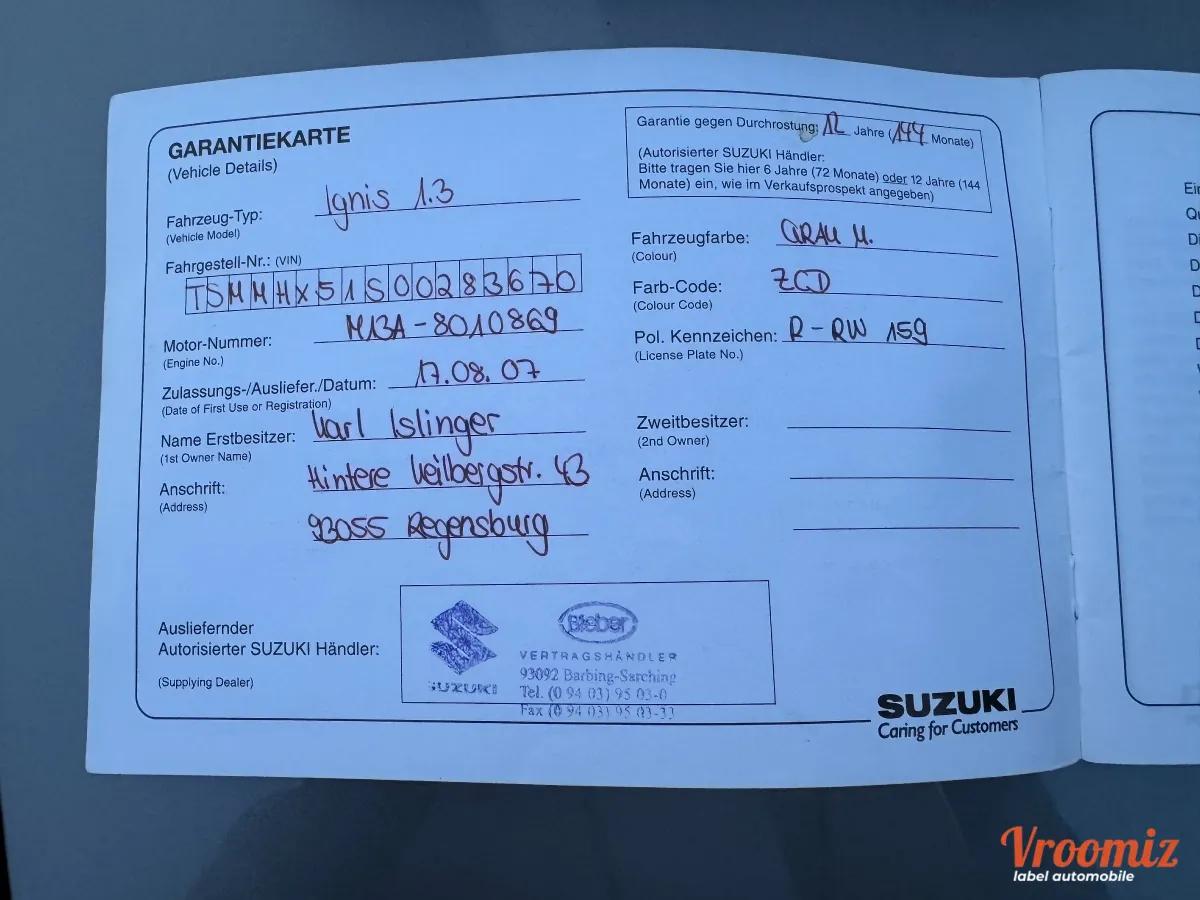 GARANTIEKARTE
(Vehicle Details)
Fahrzeug-Typ: Ignis 1.3
(Vehicle Model)
Fahrgestell-Nr.: (VIN)
TSMMHX51S00283670
Motor-Nummer: M13A-8010869
(Engine No.)
Zulassungs-/Ausliefer./Datum: 17.08.07
(Date of First Use or Registration)
Name Erstbesitzer: Karl Islinger
(1st Owner Name)
Anschrift: Hintere Keilbergstr. 43
(Address)
93055 Regensburg
Garantie gegen Durchrostung: 12 Jahre (144 Monate)
(Autorisierter SUZUKI Händler:
Bitte tragen Sie hier 6 Jahre (72 Monate) oder 12 Jahre (144
Monate) ein, wie im Verkaufsprospekt angegeben)
Fahrzeugfarbe: GRAU M.
(Colour)
Farb-Code: ZCD
(Colour Code)
Pol. Kennzeichen: R-RW 159
(License Plate No.)
Zweitbesitzer:
(2nd Owner)
Anschrift:
(Address)
Ausliefernder
Autorisierter SUZUKI Händler:
(Supplying Dealer)
SUZUKI
Bieber
VERTRAGSHÄNDLER
93092 Barbing-Sarching
Tel. (0 94 03) 95 03-0
Fax (0 94 03) 95 03-33
SUZUKI
Caring for Customers
Vroomiz
label automobile